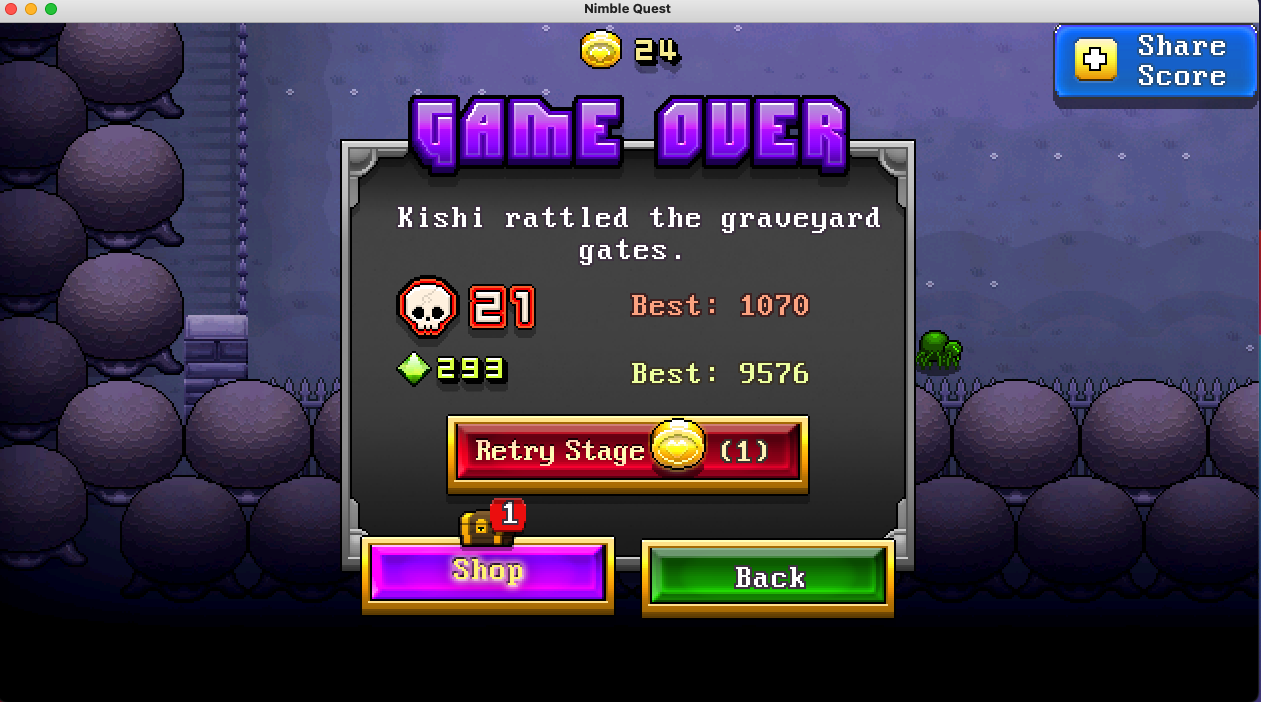 Nimble Quest
24
Share
Score
GAME OVER
Kishi rattled the graveyard
gates.
21
Best: 1070
293
Best: 9576
Retry Stage (1)
1
Shop
Back